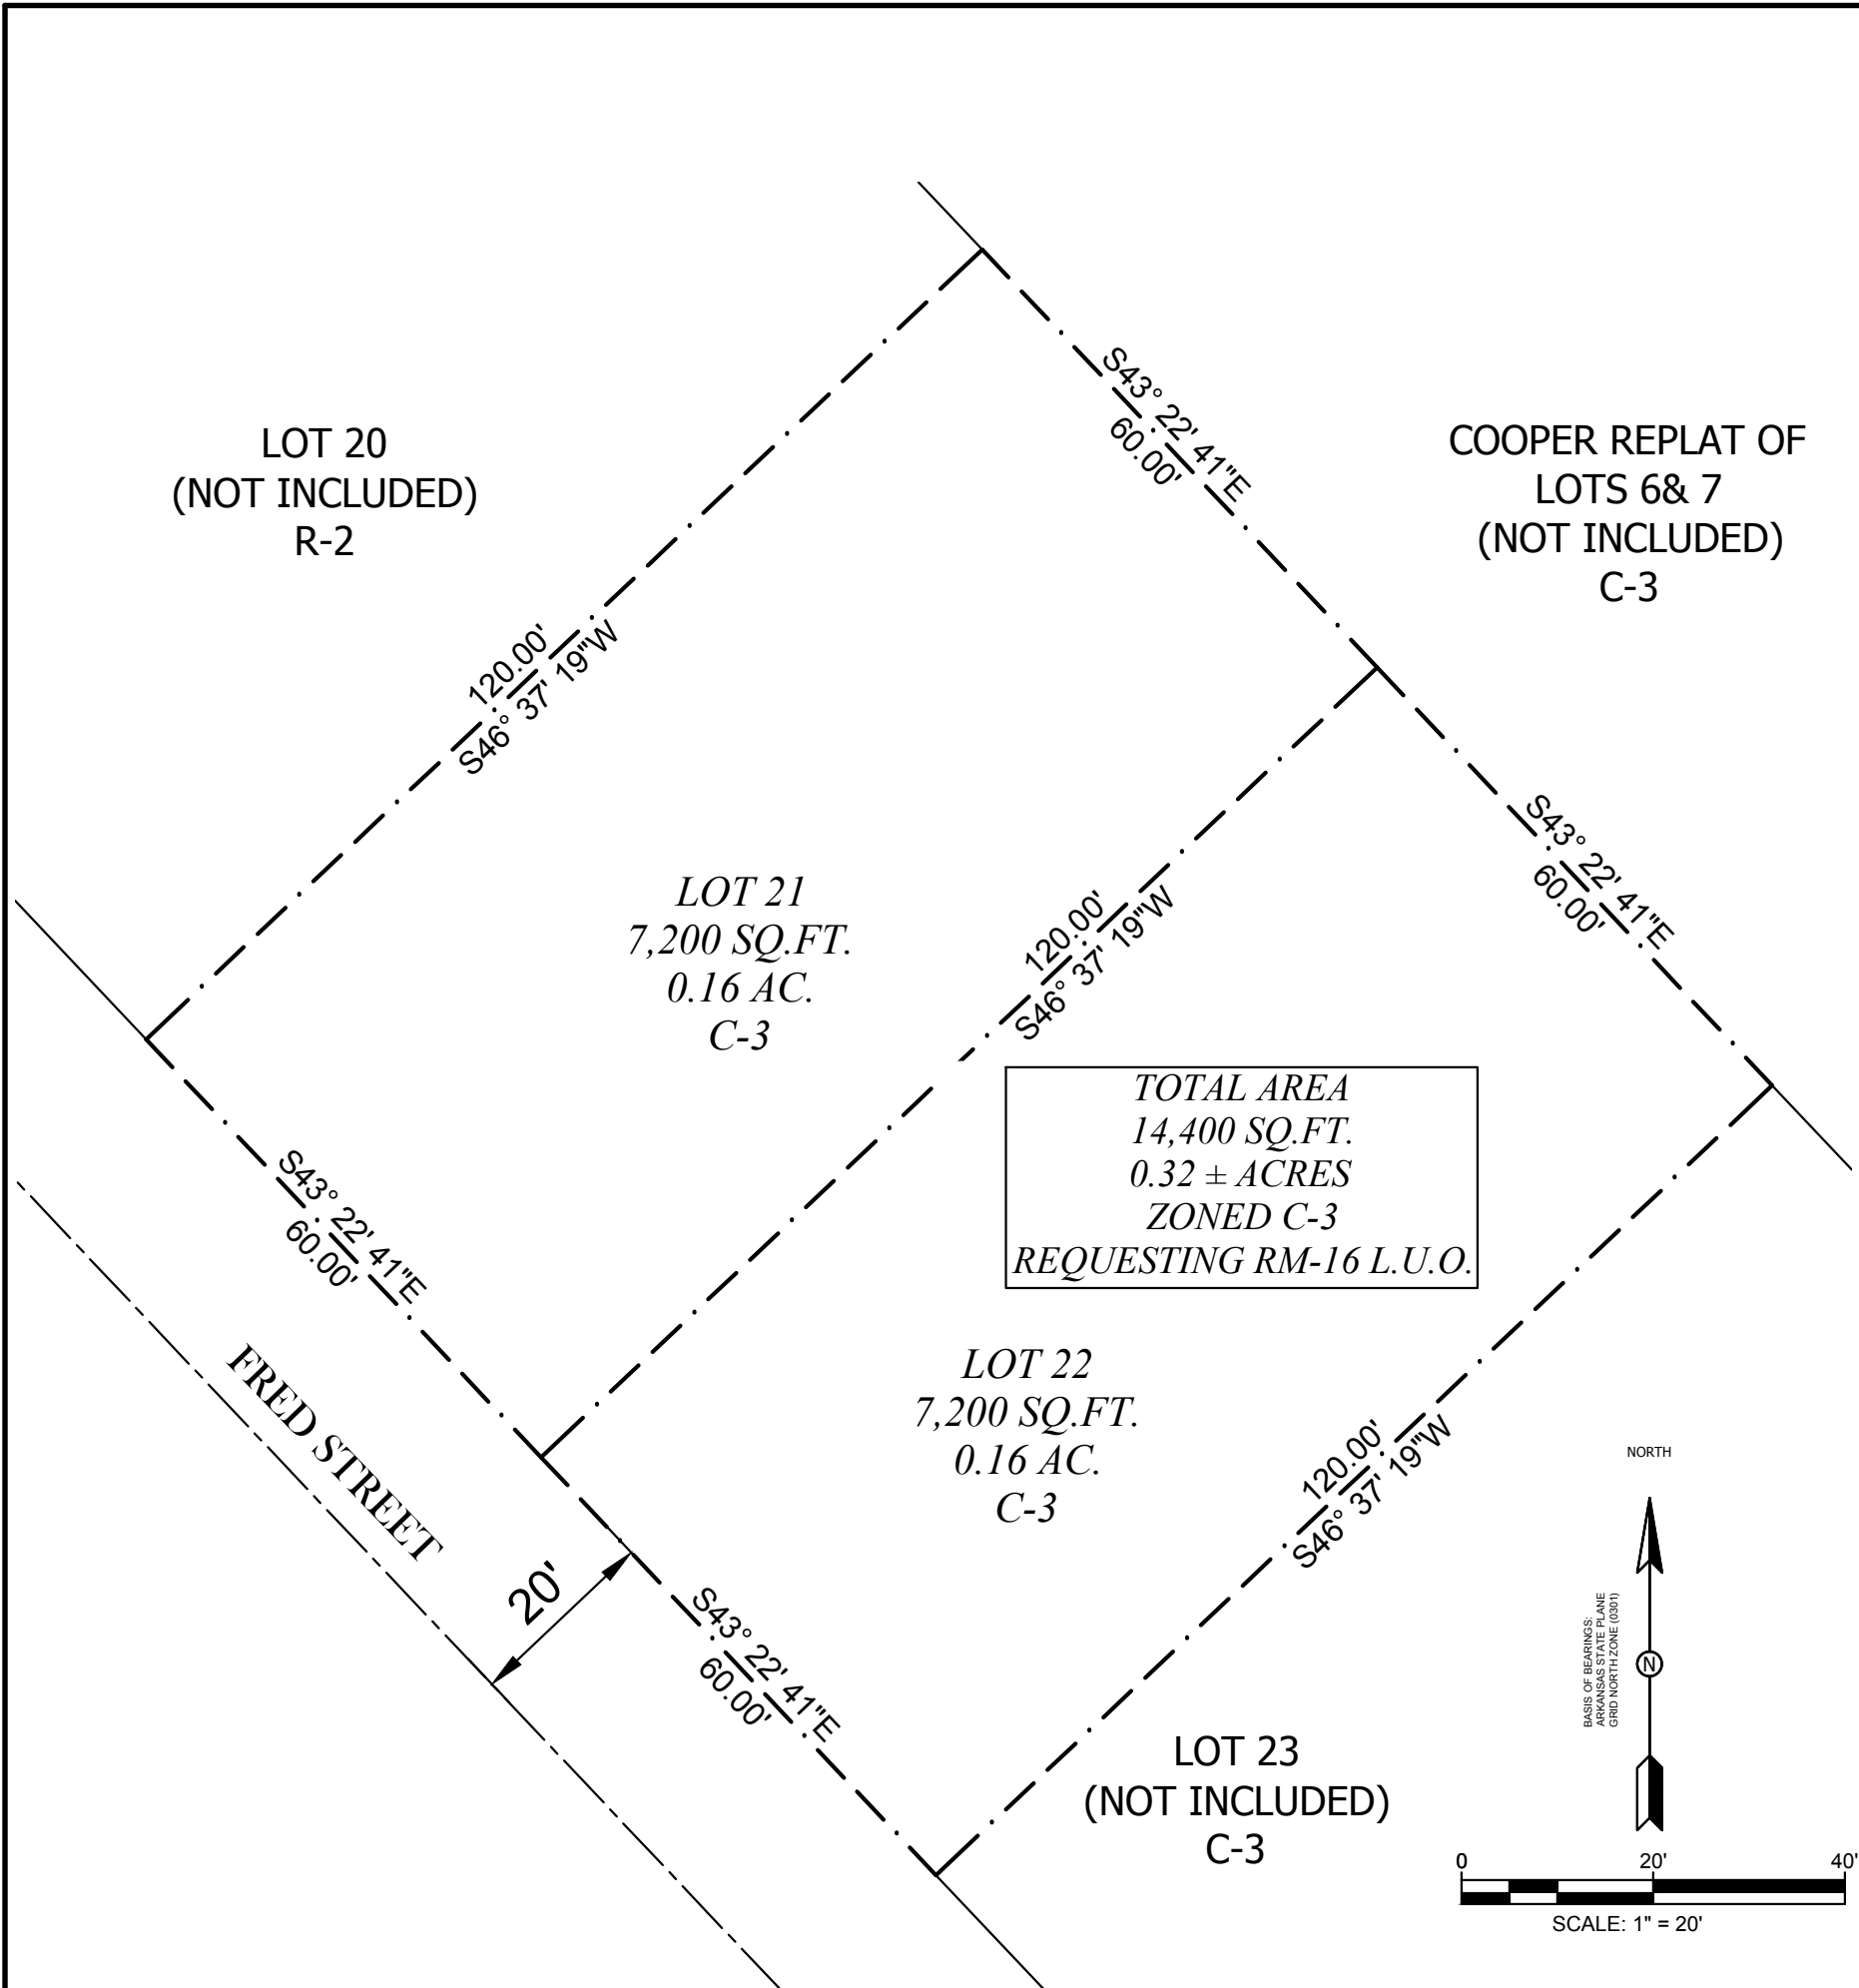 S43° 22' 41"E
60.00'
LOT 20
(NOT INCLUDED)
R-2
COOPER REPLAT OF
LOTS 6& 7
(NOT INCLUDED)
C-3
120.00'
S46° 37' 19"W
S43° 22' 41"E
60.00'
LOT 21
7,200 SQ.FT.
0.16 AC.
C-3
120.00'
S46° 37' 19"W
TOTAL AREA
14,400 SQ.FT.
0.32 ± ACRES
ZONED C-3
REQUESTING RM-16 L.U.O.
S43° 22' 41"E
60.00'
FRED STREET
LOT 22
7,200 SQ.FT.
0.16 AC.
C-3
120.00'
S46° 37' 19"W
20'
S43° 22' 41"E
60.00'
LOT 23
(NOT INCLUDED)
C-3
NORTH
BASIS OF BEARINGS:
ARKANSAS STATE PLANE
GRID NORTH ZONE (0301)
N
0 20' 40'
SCALE: 1" = 20'